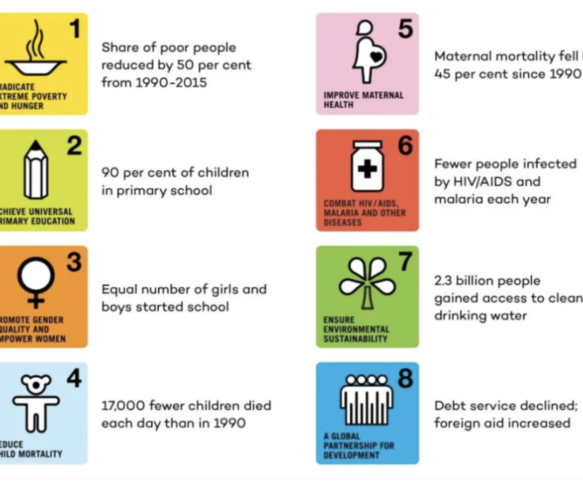 1
RADICATE
XTREME POVERTY
ND HUNGER
Share of poor people
reduced by 50 per cent
from 1990-2015
2
CHIEVE UNIVERSAL
RIMARY EDUCATION
90 per cent of children
in primary school
3
ROMOTE GENDER
QUALITY AND
MPOWER WOMEN
Equal number of girls and
boys started school
4
EDUCE
HILD MORTALITY
17,000 fewer children died
each day than in 1990
5
IMPROVE MATERNAL
HEALTH
Maternal mortality fell
45 per cent since 1990
6
COMBAT HIV/AIDS,
MALARIA AND OTHER
DISEASES
Fewer people infected
by HIV/AIDS and
malaria each year
7
ENSURE
ENVIRONMENTAL
SUSTAINABILITY
2.3 billion people
gained access to clean
drinking water
8
A GLOBAL
PARTNERSHIP FOR
DEVELOPMENT
Debt service declined;
foreign aid increased